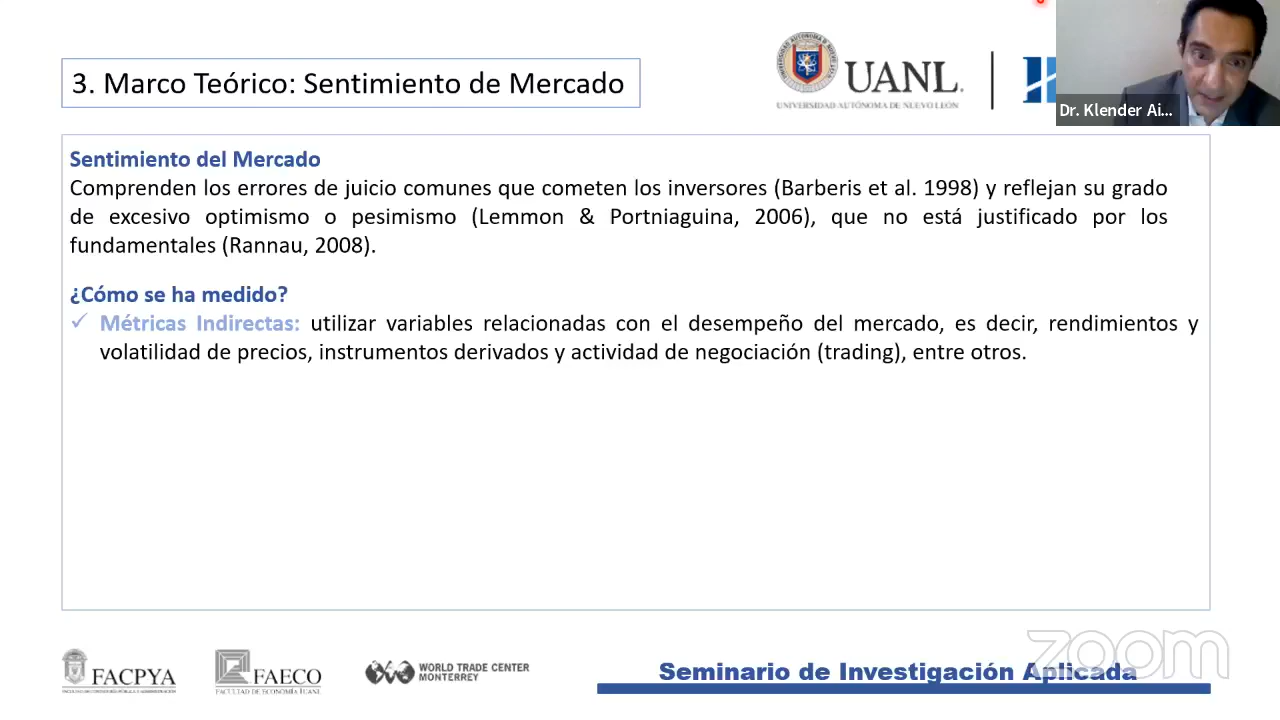 3. Marco Teórico: Sentimiento de Mercado
UANL
UNIVERSIDAD AUTÓNOMA DE NUEVO LEÓN
Dr. Klender Ai...
Sentimiento del Mercado
Comprenden los errores de juicio comunes que cometen los inversores (Barberis et al. 1998) y reflejan su grado
de excesivo optimismo o pesimismo (Lemmon & Portniaguina, 2006), que no está justificado por los
fundamentales (Rannau, 2008).
¿Cómo se ha medido?
✓ Métricas Indirectas: utilizar variables relacionadas con el desempeño del mercado, es decir, rendimientos y
volatilidad de precios, instrumentos derivados y actividad de negociación (trading), entre otros.
FACPYA
FAECO
FACULTAD DE ECONOMÍA UANL
WORLD TRADE CENTER
MONTERREY
Seminario de Investigación Aplicada
zoom